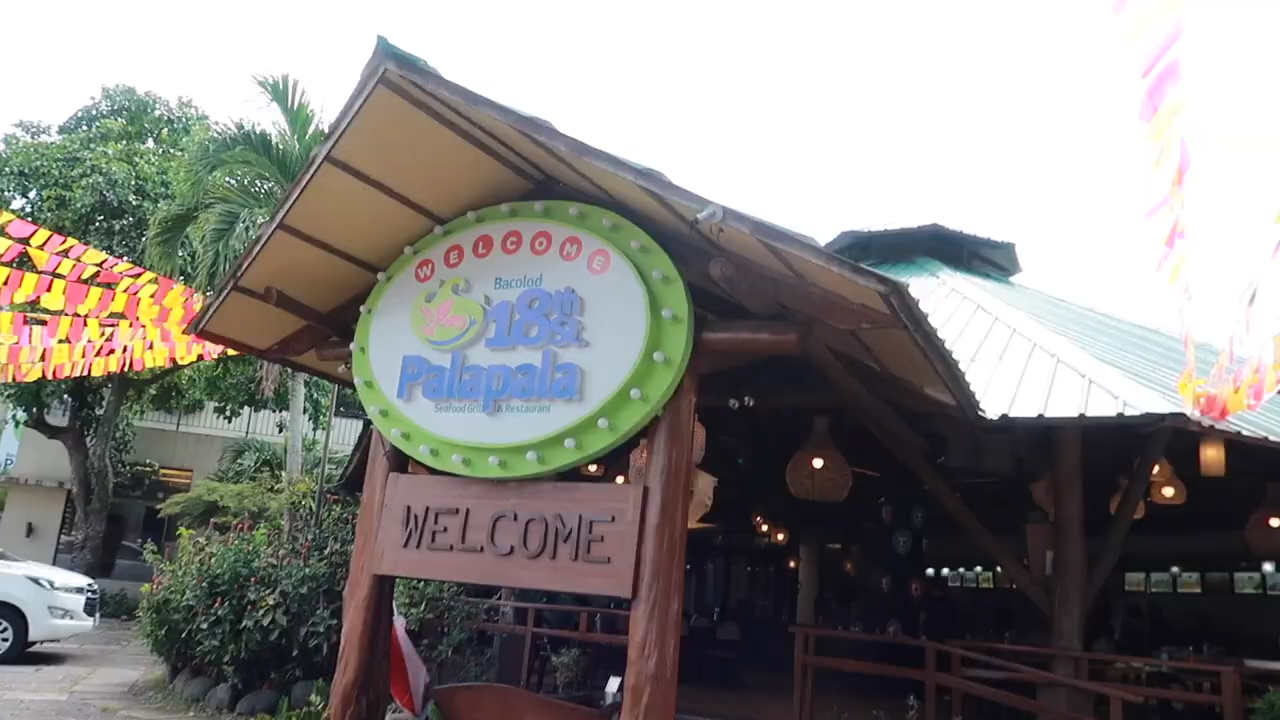 WELCOME
Bacolod
18th St.
Palapala
Seafood Grill & Restaurant
WELCOME